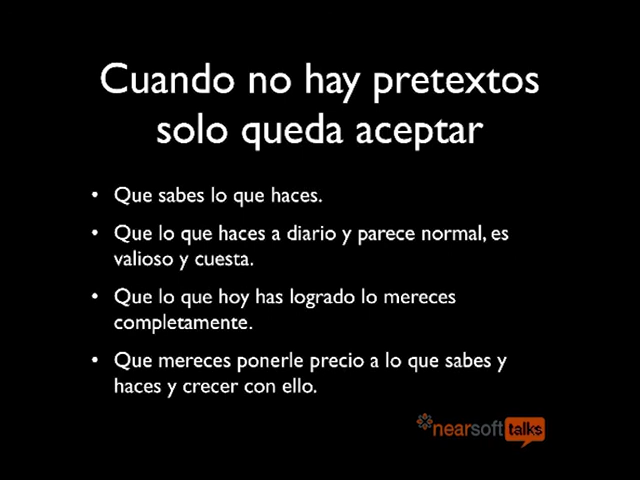 Cuando no hay pretextos
solo queda aceptar
• Que sabes lo que haces.
• Que lo que haces a diario y parece normal, es
valioso y cuesta.
• Que lo que hoy has logrado lo mereces
completamente.
• Que mereces ponerle precio a lo que sabes y
haces y crecer con ello.
nearsoft talks